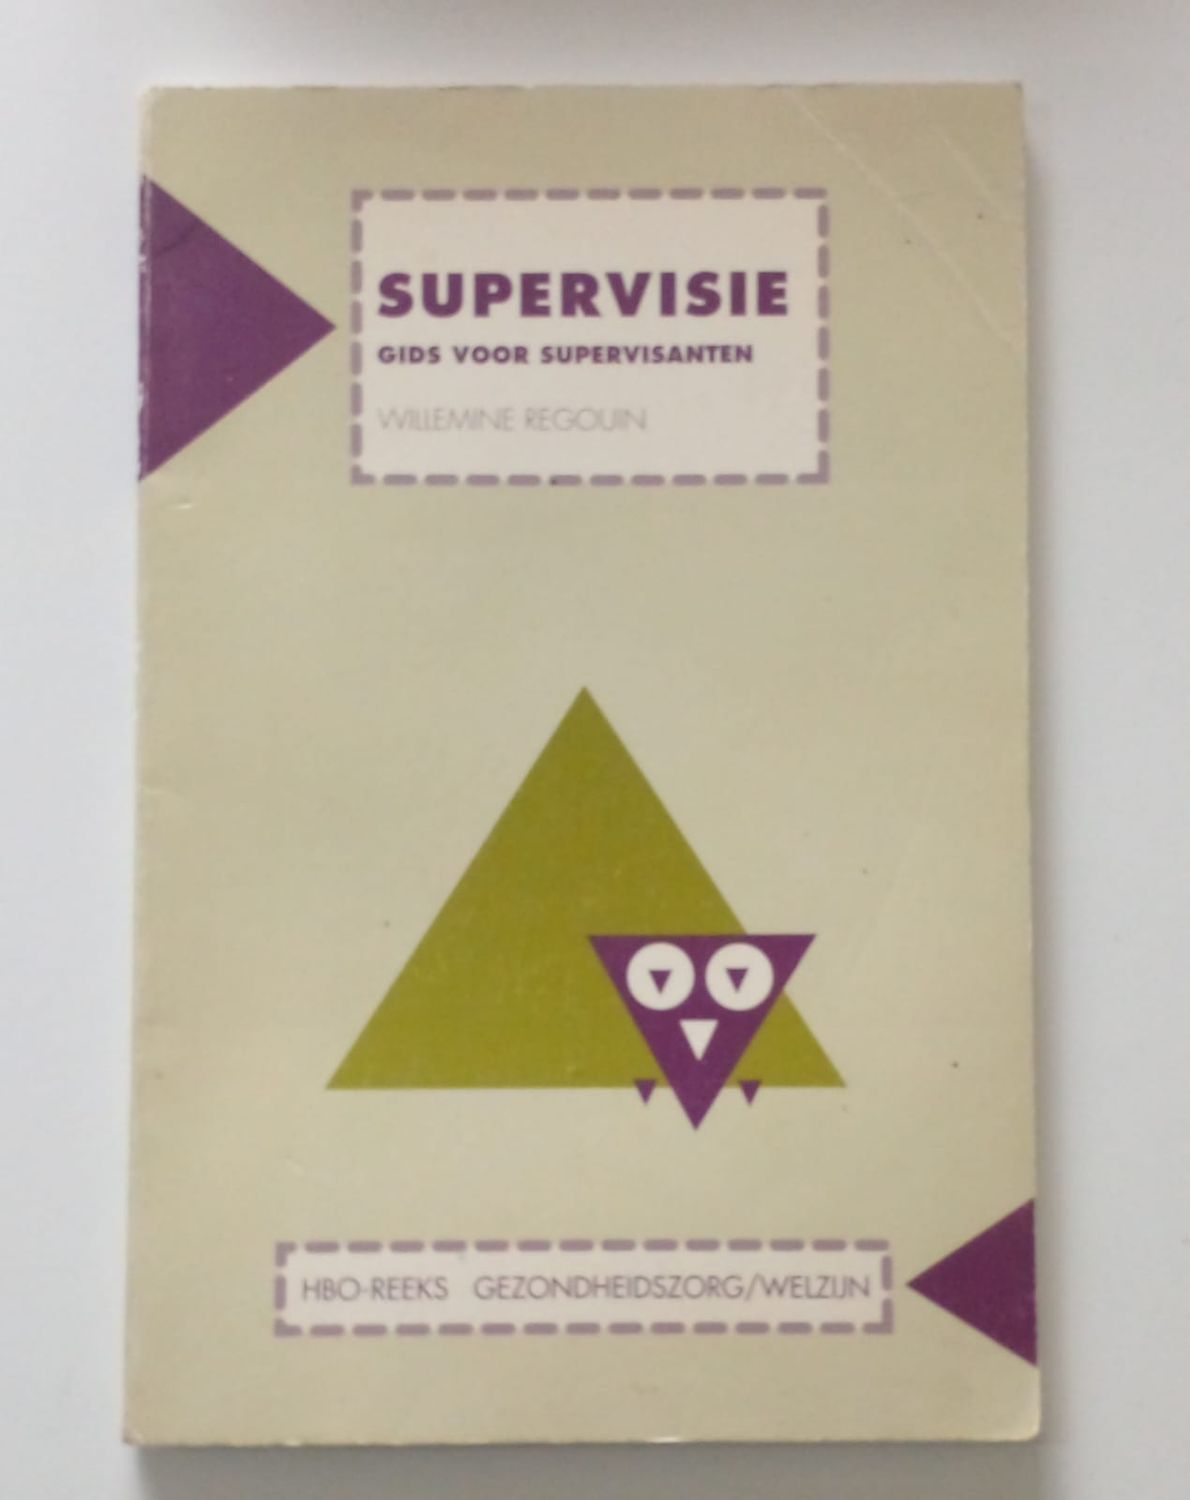 SUPERVISIE
GIDS VOOR SUPERVISANTEN
WILLEMINE REGOUIN
HBO-REEKS GEZONDHEIDSZORG/WELZIJN